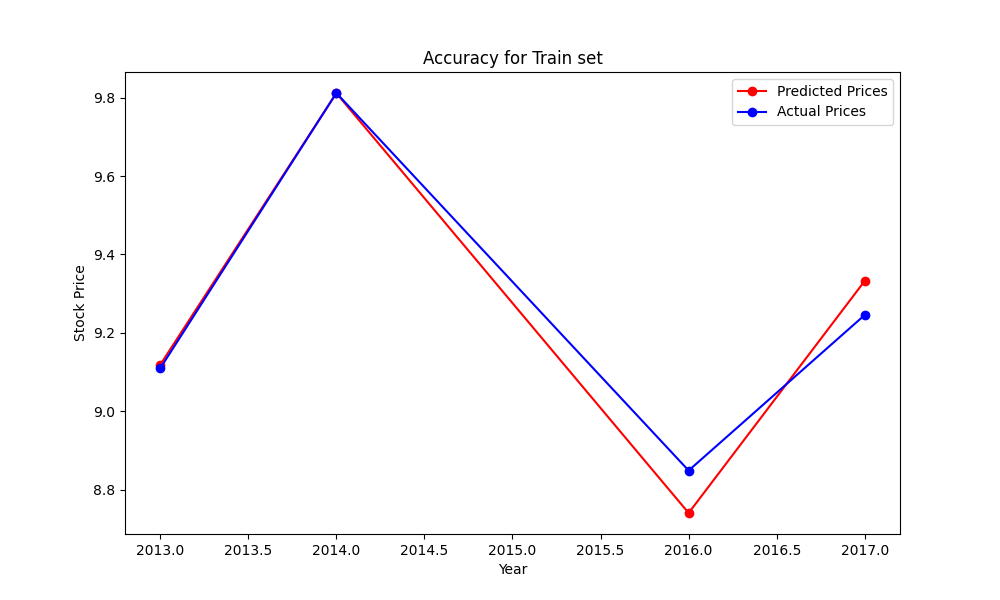 Accuracy for Train set
Predicted Prices
Actual Prices
9.8
9.6
9.4
9.2
9.0
8.8
Stock Price
2013.0 2013.5 2014.0 2014.5 2015.0 2015.5 2016.0 2016.5 2017.0
Year